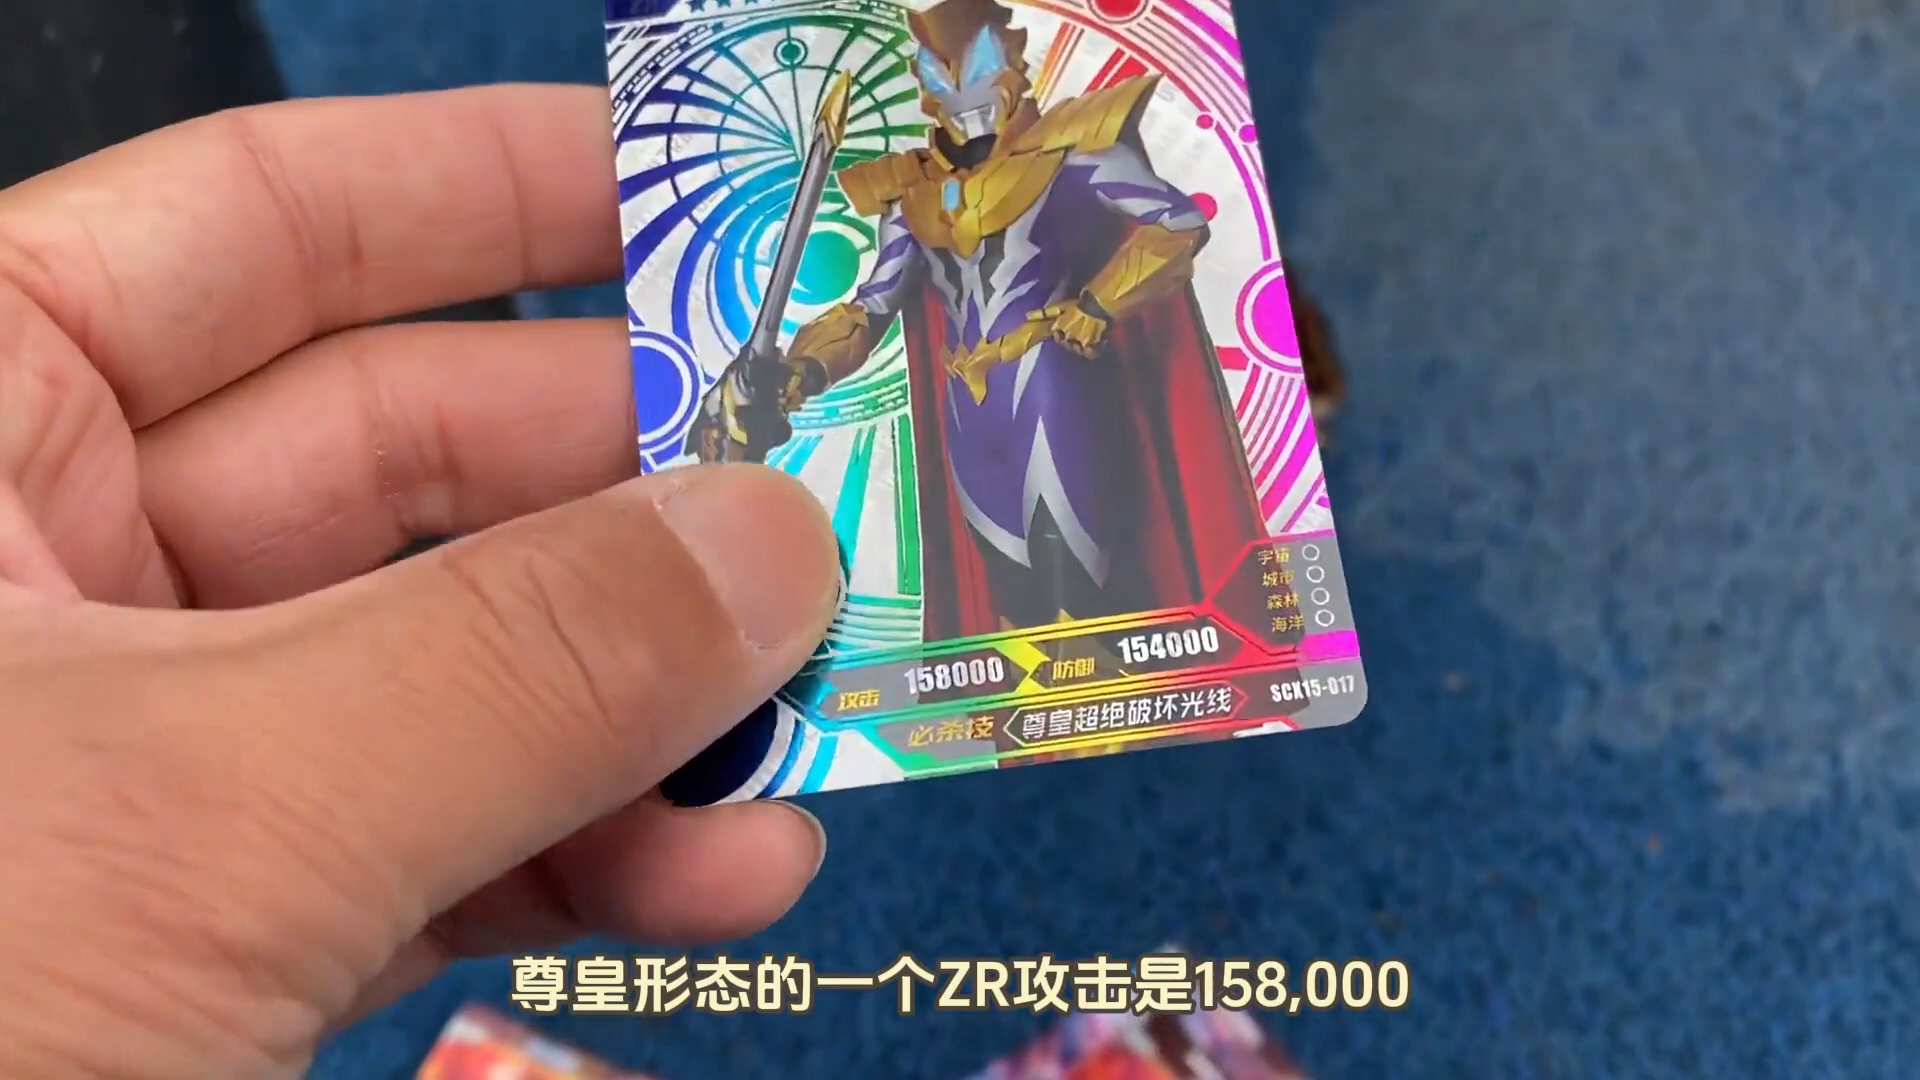 宇宙
城市
森林
海洋
攻击 158000 防御 154000
必杀技 尊皇超绝破坏光线 SCX15-017
尊皇形态的一个ZR攻击是158,000